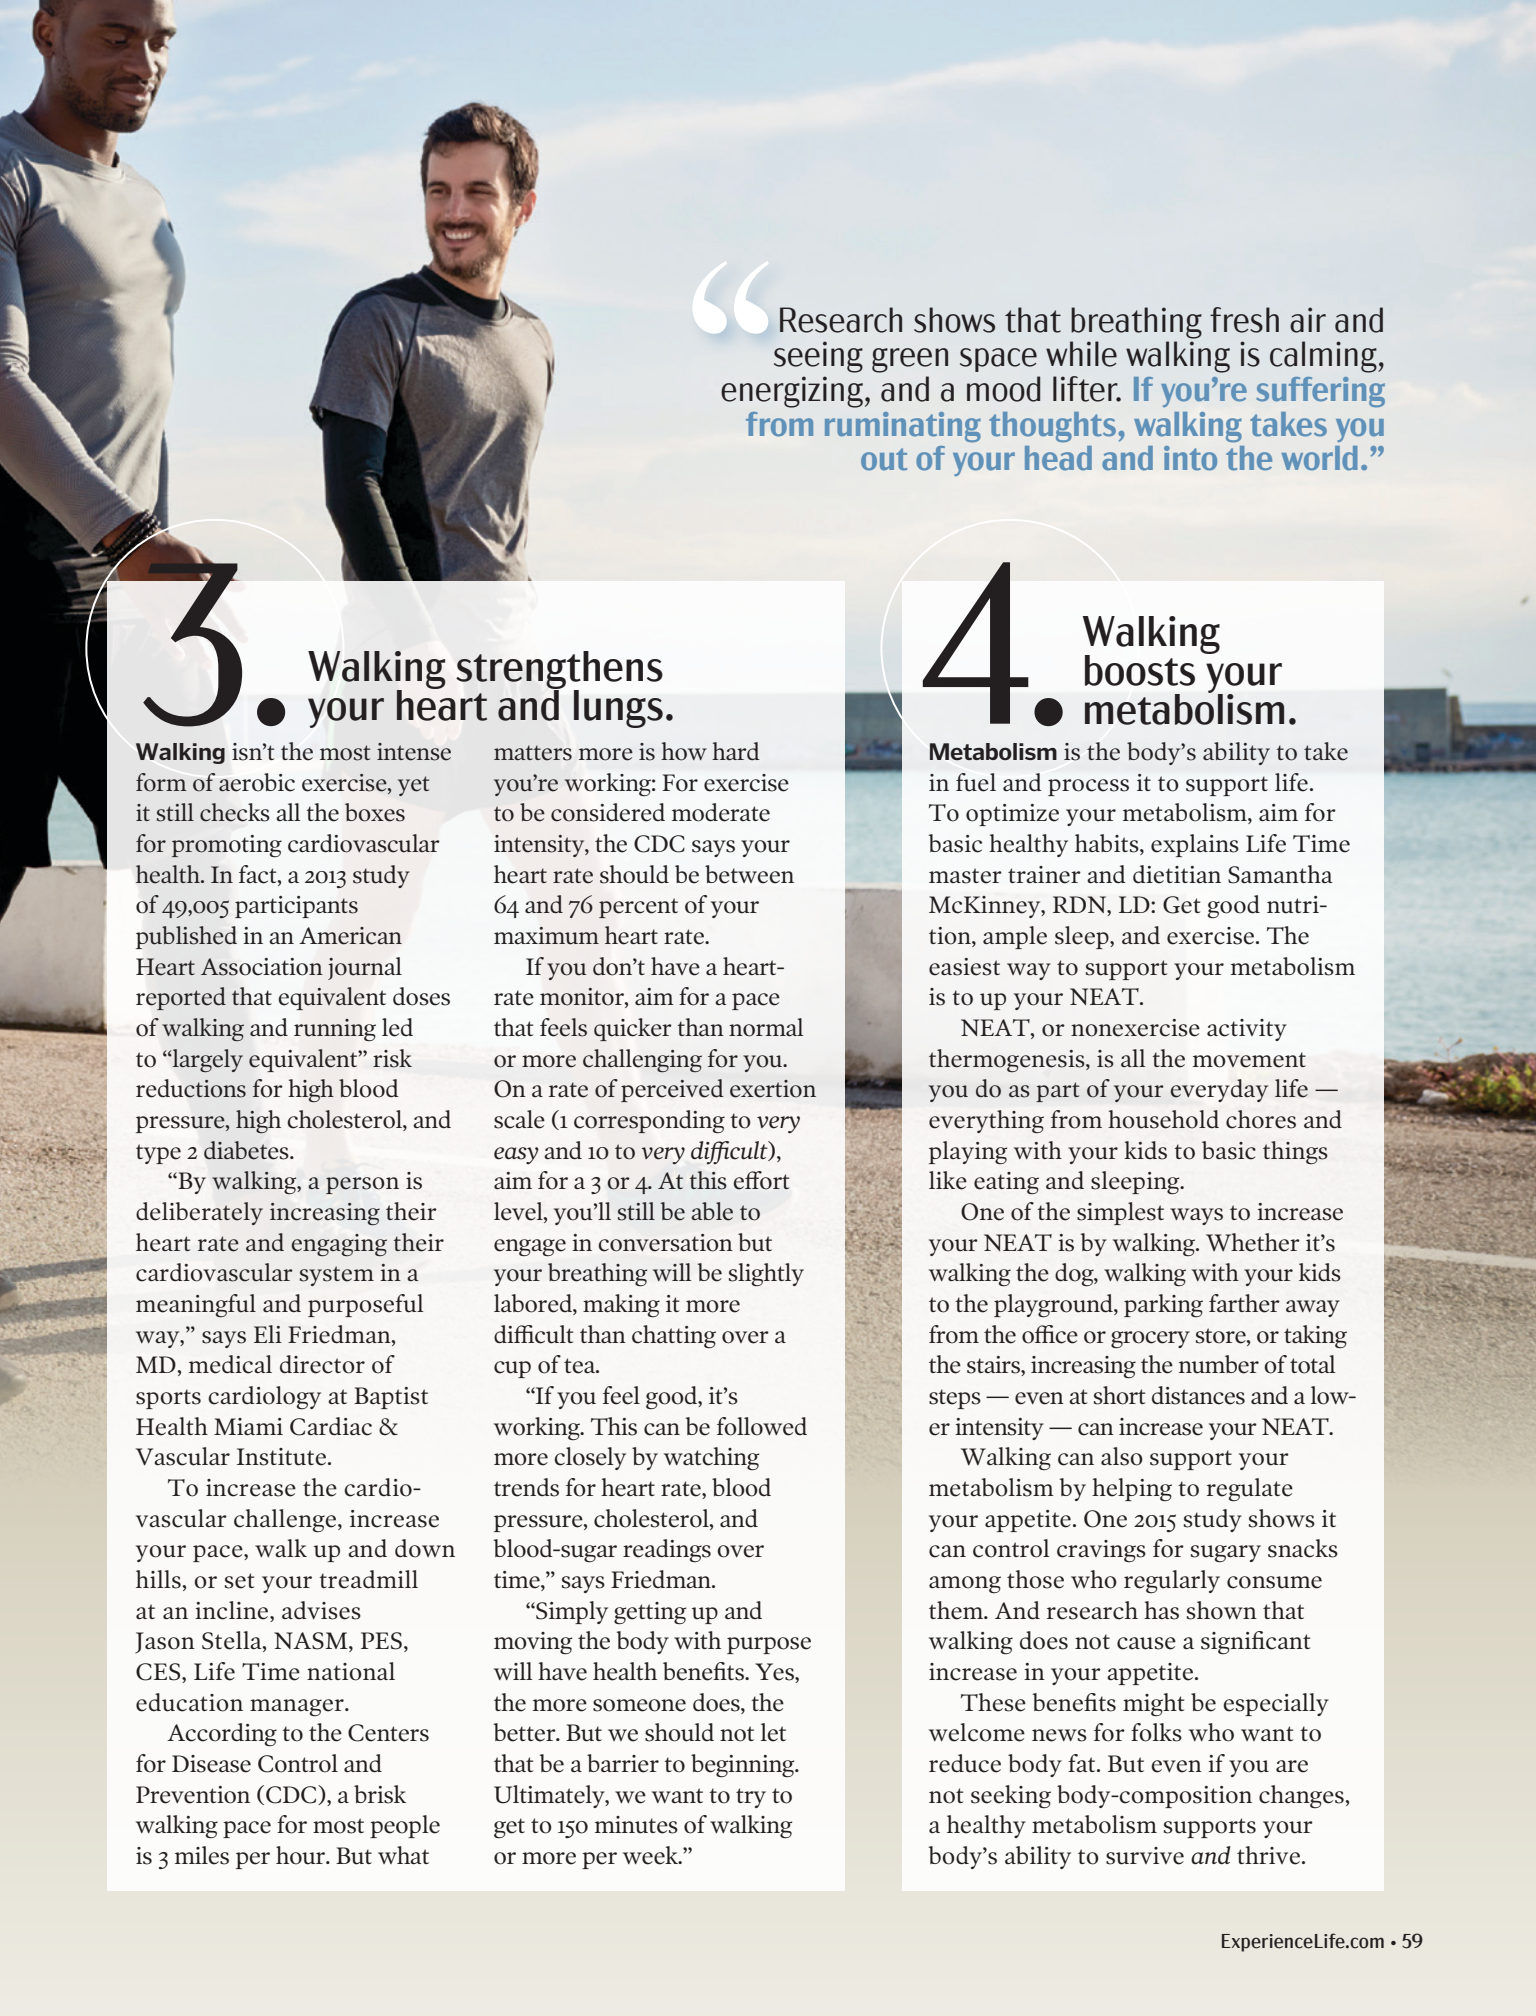 “Research shows that breathing fresh air and
seeing green space while walking is calming,
energizing, and a mood lifter. If you’re suffering
from ruminating thoughts, walking takes you
out of your head and into the world.”
3.
Walking strengthens
your heart and lungs.
Walking isn’t the most intense
form of aerobic exercise, yet
it still checks all the boxes
for promoting cardiovascular
health. In fact, a 2013 study
of 49,005 participants
published in an American
Heart Association journal
reported that equivalent doses
of walking and running led
to “largely equivalent” risk
reductions for high blood
pressure, high cholesterol, and
type 2 diabetes.
“By walking, a person is
deliberately increasing their
heart rate and engaging their
cardiovascular system in a
meaningful and purposeful
way,” says Eli Friedman,
MD, medical director of
sports cardiology at Baptist
Health Miami Cardiac &
Vascular Institute.
To increase the cardio-
vascular challenge, increase
your pace, walk up and down
hills, or set your treadmill
at an incline, advises
Jason Stella, NASM, PES,
CES, Life Time national
education manager.
According to the Centers
for Disease Control and
Prevention (CDC), a brisk
walking pace for most people
is 3 miles per hour. But what
matters more is how hard
you’re working: For exercise
to be considered moderate
intensity, the CDC says your
heart rate should be between
64 and 76 percent of your
maximum heart rate.
If you don’t have a heart-
rate monitor, aim for a pace
that feels quicker than normal
or more challenging for you.
On a rate of perceived exertion
scale (1 corresponding to very
easy and 10 to very difficult),
aim for a 3 or 4. At this effort
level, you’ll still be able to
engage in conversation but
your breathing will be slightly
labored, making it more
difficult than chatting over a
cup of tea.
“If you feel good, it’s
working. This can be followed
more closely by watching
trends for heart rate, blood
pressure, cholesterol, and
blood-sugar readings over
time,” says Friedman.
“Simply getting up and
moving the body with purpose
will have health benefits. Yes,
the more someone does, the
better. But we should not let
that be a barrier to beginning.
Ultimately, we want to try to
get to 150 minutes of walking
or more per week.”
4.
Walking
boosts your
metabolism.
Metabolism is the body’s ability to take
in fuel and process it to support life.
To optimize your metabolism, aim for
basic healthy habits, explains Life Time
master trainer and dietitian Samantha
McKinney, RDN, LD: Get good nutri-
tion, ample sleep, and exercise. The
easiest way to support your metabolism
is to up your NEAT.
NEAT, or nonexercise activity
thermogenesis, is all the movement
you do as part of your everyday life —
everything from household chores and
playing with your kids to basic things
like eating and sleeping.
One of the simplest ways to increase
your NEAT is by walking. Whether it’s
walking the dog, walking with your kids
to the playground, parking farther away
from the office or grocery store, or taking
the stairs, increasing the number of total
steps — even at short distances and a low-
er intensity — can increase your NEAT.
Walking can also support your
metabolism by helping to regulate
your appetite. One 2015 study shows it
can control cravings for sugary snacks
among those who regularly consume
them. And research has shown that
walking does not cause a significant
increase in your appetite.
These benefits might be especially
welcome news for folks who want to
reduce body fat. But even if you are
not seeking body-composition changes,
a healthy metabolism supports your
body’s ability to survive and thrive.
ExperienceLife.com • 59